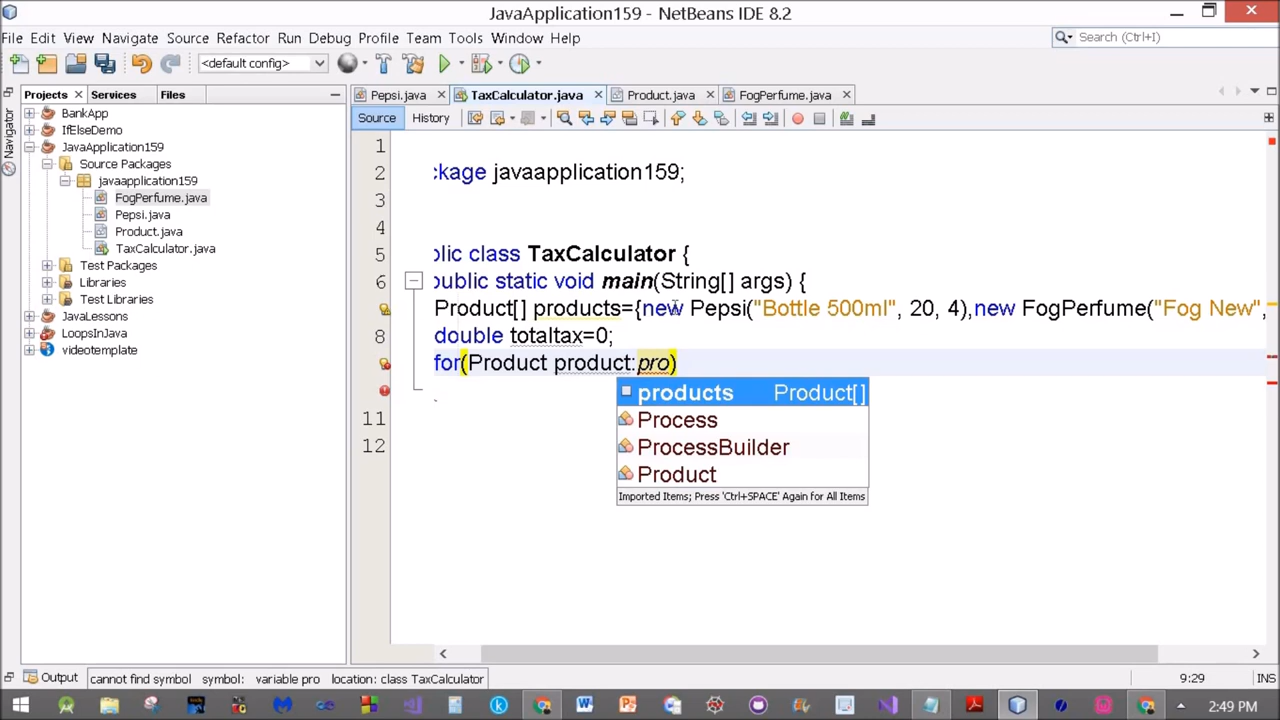 JavaApplication159 - NetBeans IDE 8.2
File Edit View Navigate Source Refactor Run Debug Profile Team Tools Window Help
Search (Ctrl+I)
<default config>
Projects Services Files
Navigator
BankApp
IfElseDemo
JavaApplication159
Source Packages
javaapplication159
FogPerfume.java
Pepsi.java
Product.java
TaxCalculator.java
Test Packages
Libraries
Test Libraries
JavaLessons
LoopsInJava
videotemplate
Pepsi.java TaxCalculator.java Product.java FogPerfume.java
Source History
1
2 ckage javaapplication159;
3
4
5 blic class TaxCalculator {
6 public static void main(String[] args) {
Product[] products={new Pepsi("Bottle 500ml", 20, 4),new FogPerfume("Fog New",
8 double totaltax=0;
for(Product product:pro)
11
12
products Product[]
Process
ProcessBuilder
Product
Imported Items; Press 'Ctrl+SPACE' Again for All Items
Output cannot find symbol symbol: variable pro location: class TaxCalculator 9:29 INS
2:49 PM